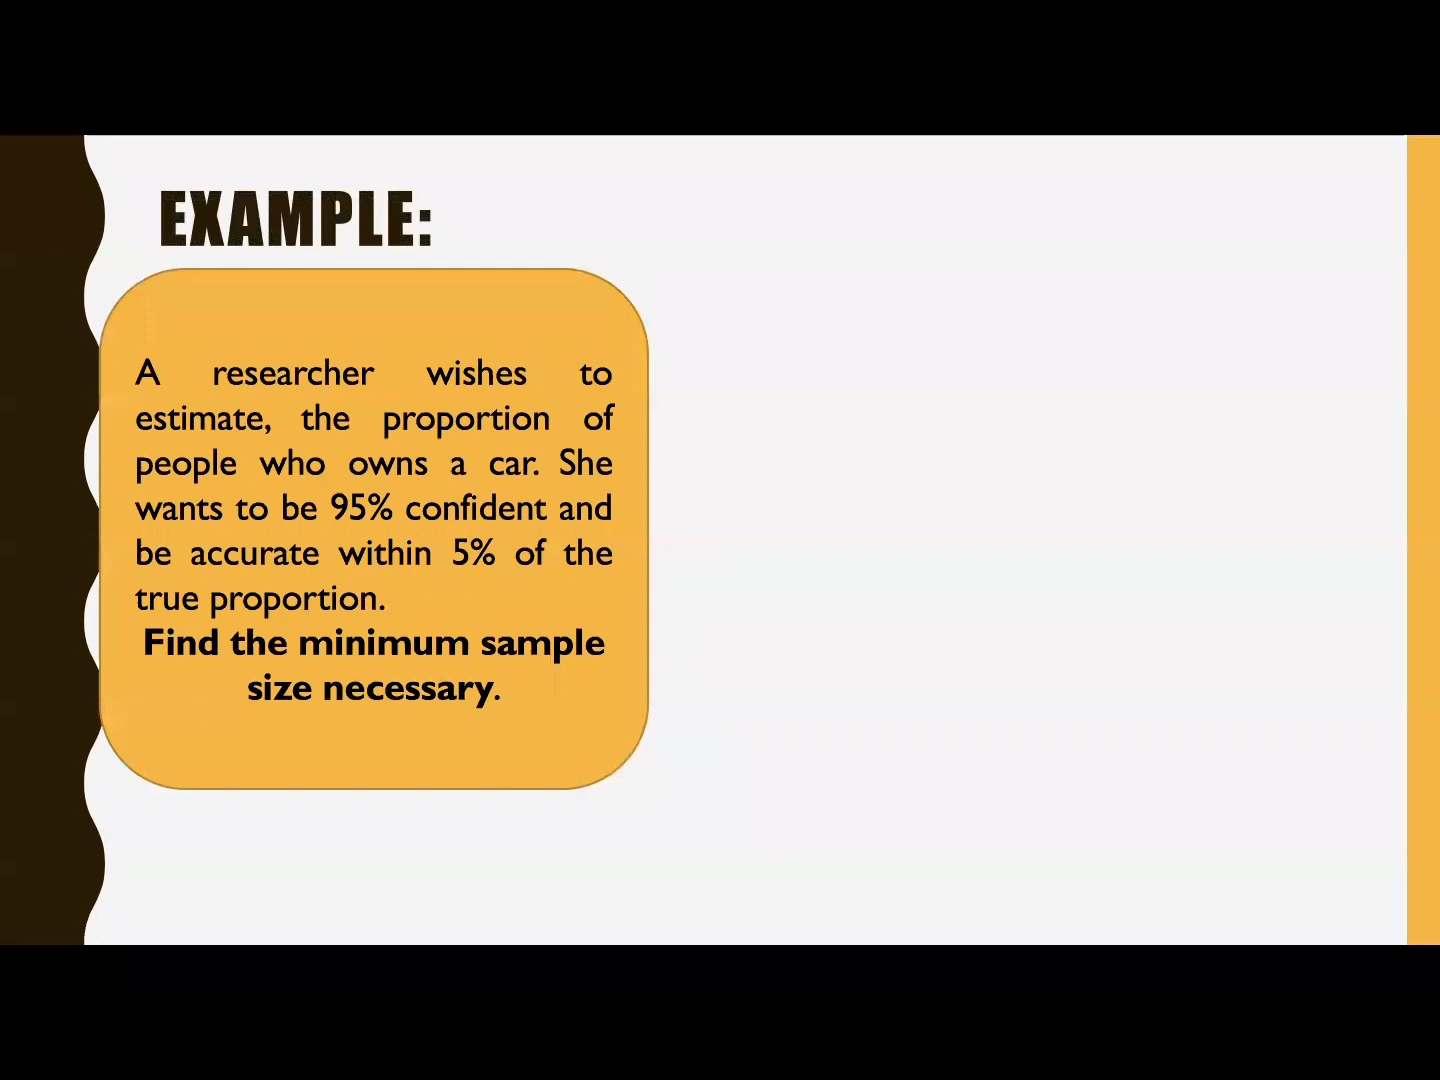 EXAMPLE:
A researcher wishes to
estimate, the proportion of
people who owns a car. She
wants to be 95% confident and
be accurate within 5% of the
true proportion.
Find the minimum sample
size necessary.